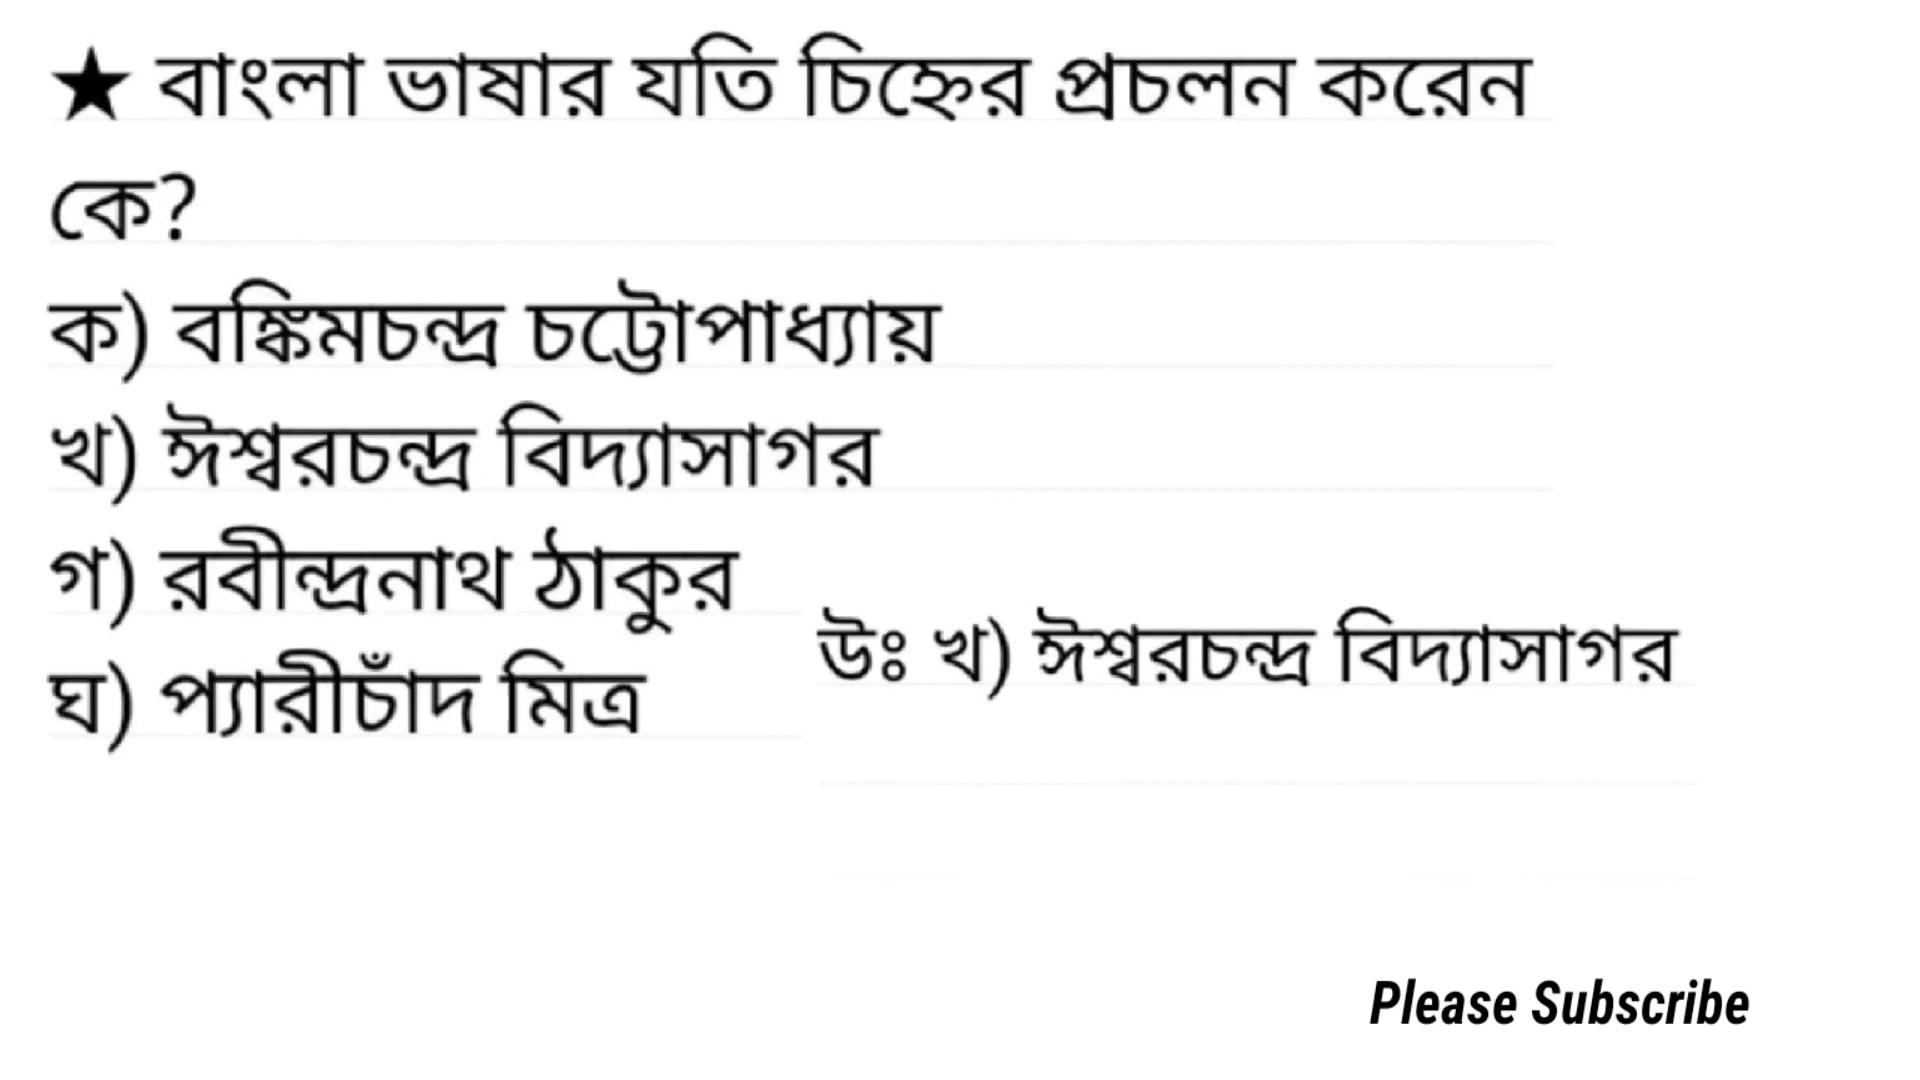 ★ বাংলা ভাষার যতি চিহ্নের প্রচলন করেন
কে?
ক) বঙ্কিমচন্দ্র চট্টোপাধ্যায়
খ) ঈশ্বরচন্দ্র বিদ্যাসাগর
গ) রবীন্দ্রনাথ ঠাকুর
ঘ) প্যারীচাঁদ মিত্র
উঃ খ) ঈশ্বরচন্দ্র বিদ্যাসাগর
Please Subscribe